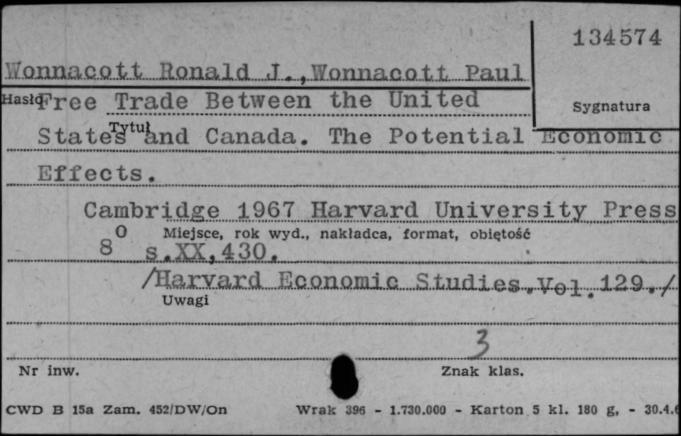 134574
Wonnacott Ronald J.,Wonnacott Paul
Hasło Free Trade Between the United
Sygnatura
Tytuł
States and Canada. The Potential Economic
Effects.
Cambridge 1967 Harvard University Press
Miejsce, rok wyd., nakładca, format, objętość
8⁰ s.XX,430.
/Harvard Economic Studies.Vol.129./
Uwagi
3
Nr inw. Znak klas.
CWD B 15a Zam. 452/DW/On Wrak 396 - 1.730.000 - Karton 5 kl. 180 g, - 30.4.6